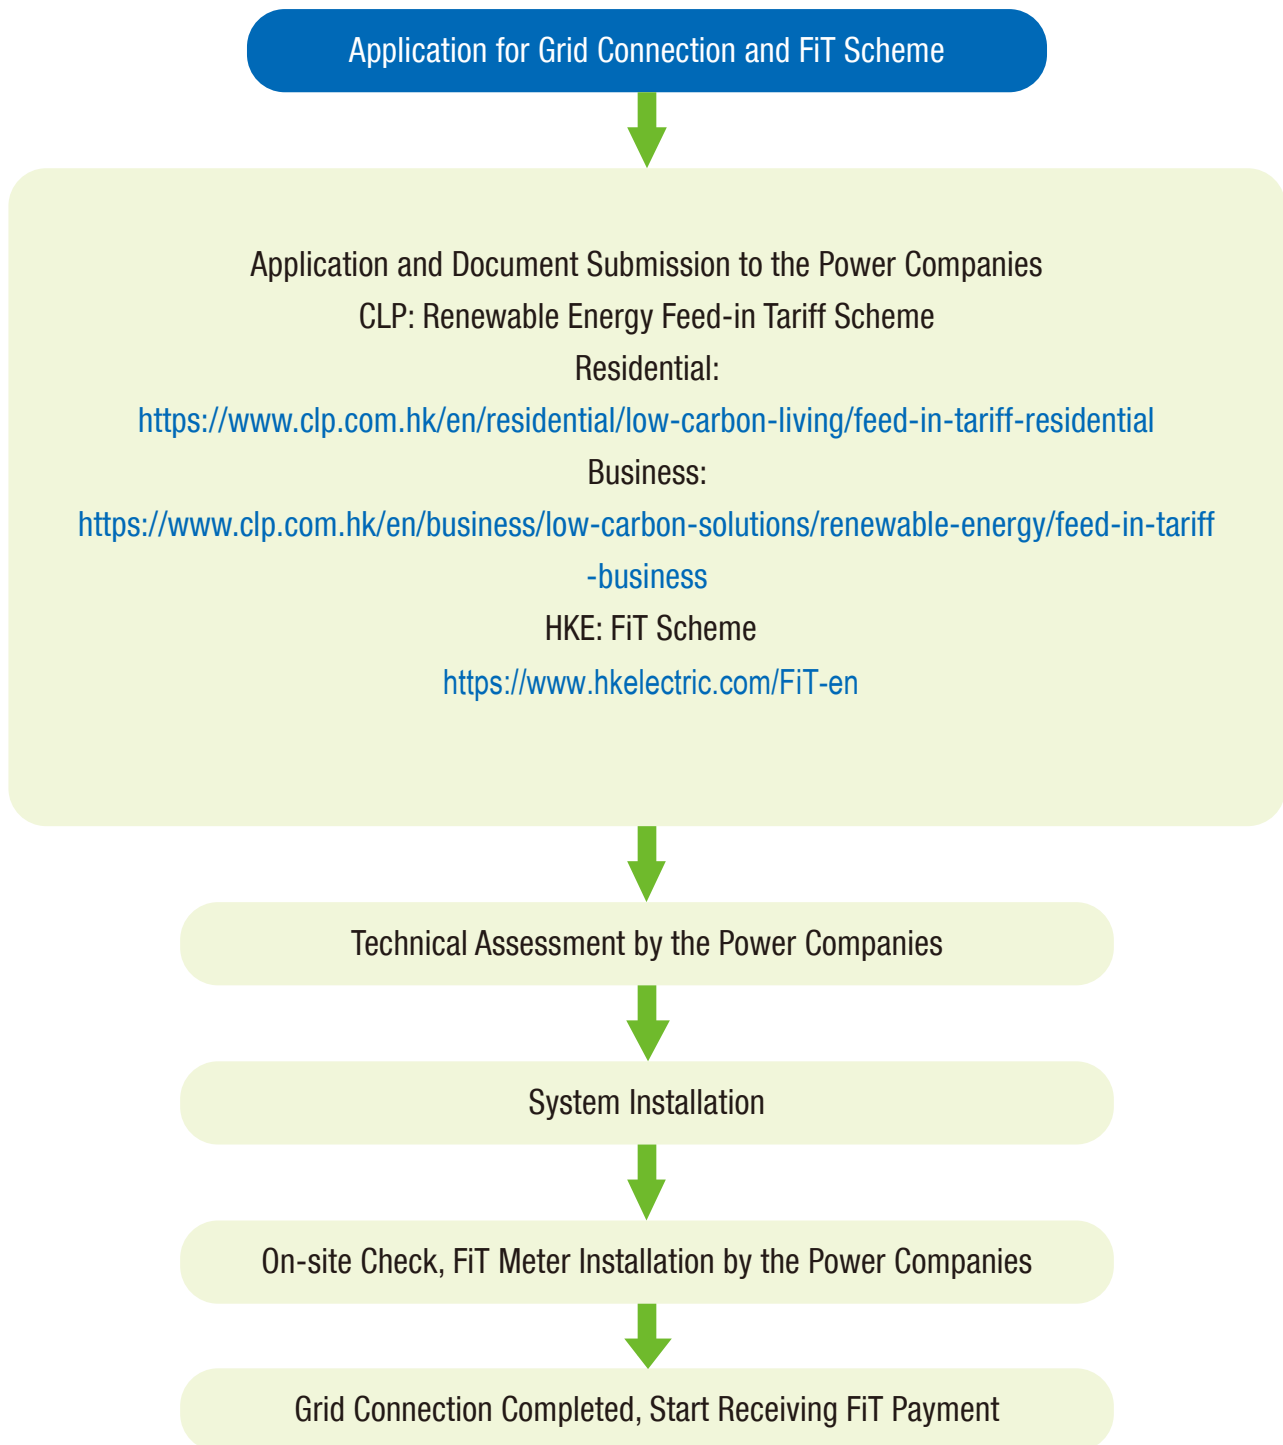 Application for Grid Connection and FiT Scheme
Application and Document Submission to the Power Companies
CLP: Renewable Energy Feed-in Tariff Scheme
Residential:
https://www.clp.com.hk/en/residential/low-carbon-living/feed-in-tariff-residential
Business:
https://www.clp.com.hk/en/business/low-carbon-solutions/renewable-energy/feed-in-tariff
-business
HKE: FiT Scheme
https://www.hkelectric.com/FiT-en
Technical Assessment by the Power Companies
System Installation
On-site Check, FiT Meter Installation by the Power Companies
Grid Connection Completed, Start Receiving FiT Payment